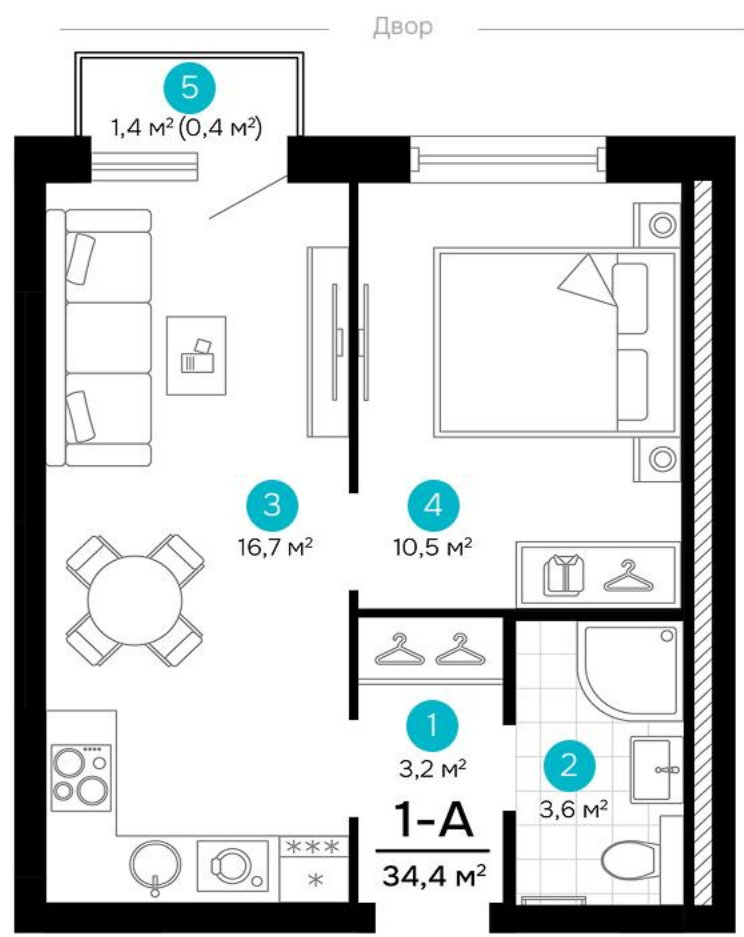 Двор
5
1,4 м² (0,4 м²)
3
16,7 м²
4
10,5 м²
1
3,2 м²
2
3,6 м²
1-А
34,4 м²